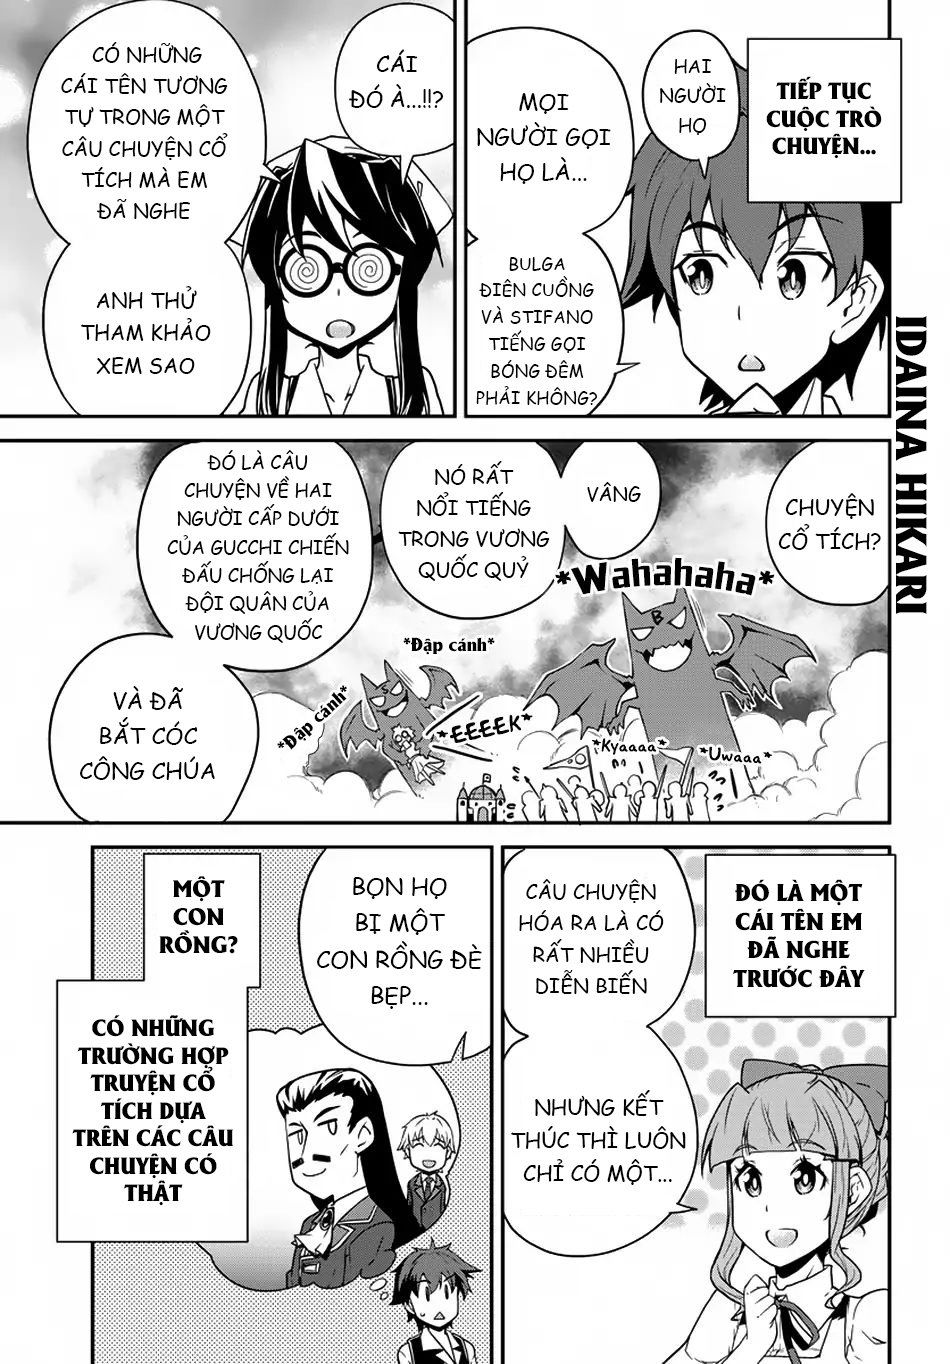 TIẾP TỤC
CUỘC TRÒ
CHUYỆN...
HAI
NGƯỜI
HỌ
MỌI
NGƯỜI GỌI
HỌ LÀ...
BULGA
ĐIÊN CUỒNG
VÀ STIFANO
TIẾNG GỌI
BÓNG ĐÊM
PHẢI KHÔNG?
CÁI
ĐÓ À...!!?
CÓ NHỮNG
CÁI TÊN TƯƠNG
TỰ TRONG MỘT
CÂU CHUYỆN CỔ
TÍCH MÀ EM
ĐÃ NGHE
ANH THỬ
THAM KHẢO
XEM SAO
IDAINA HIKARI
CHUYỆN
CỔ TÍCH?
VÂNG
NÓ RẤT
NỔI TIẾNG
TRONG VƯƠNG
QUỐC QUỶ
*Wahahaha*
B
ĐÓ LÀ CÂU
CHUYỆN VỀ HAI
NGƯỜI CẤP DƯỚI
CỦA GUCCHI CHIẾN
ĐẤU CHỐNG LẠI
ĐỘI QUÂN CỦA
VƯƠNG QUỐC
*Đập cánh*
*Đập cánh*
*EEEEK*
*Kyaaaa*
*Uwaaa*
VÀ ĐÃ
BẮT CÓC
CÔNG CHÚA
ĐÓ LÀ MỘT
CÁI TÊN EM
ĐÃ NGHE
TRƯỚC ĐÂY
CÂU CHUYỆN
HÓA RA LÀ CÓ
RẤT NHIỀU
DIỄN BIẾN
NHƯNG KẾT
THÚC THÌ LUÔN
CHỈ CÓ MỘT...
BỌN HỌ
BỊ MỘT
CON RỒNG ĐÈ
BẸP...
MỘT
CON
RỒNG?
CÓ NHỮNG
TRƯỜNG HỢP
TRUYỆN CỔ
TÍCH DỰA
TRÊN CÁC CÂU
CHUYỆN CÓ
THẬT